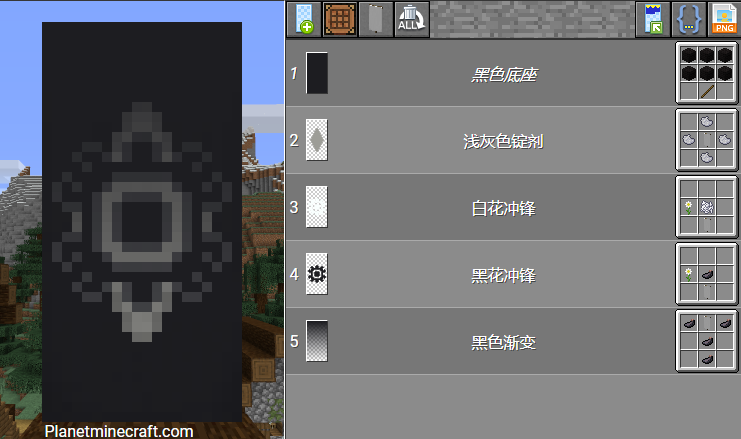 ALL
{...}
PNG
1 黑色底座
2 浅灰色锭剂
3 白花冲锋
4 黑花冲锋
5 黑色渐变
Planetminecraft.com